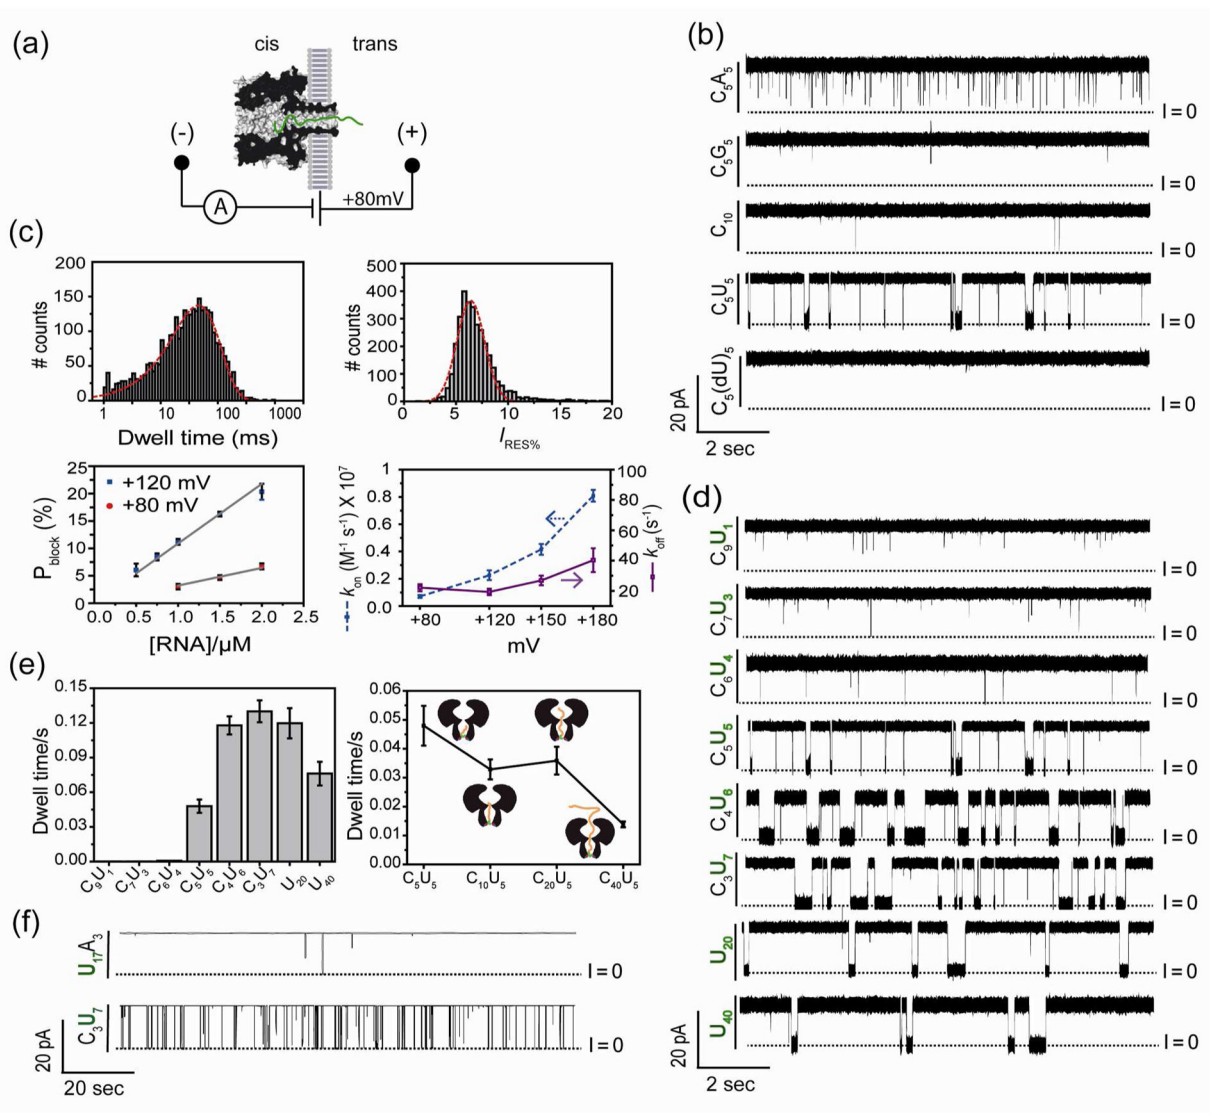 (a)
cis trans
(-) (+)
A
+80mV
(b)
C5A5
I = 0
C5G5
I = 0
C10
I = 0
C5U5
I = 0
C5(dU)5
I = 0
20 pA
2 sec
(c)
200
150
100
50
0
# counts
1 10 100 1000
Dwell time (ms)
500
400
300
200
100
0
# counts
0 5 10 15 20
IRES%
25
20
15
10
5
0
Pblock (%)
+120 mV
+80 mV
0.0 0.5 1.0 1.5 2.0 2.5
[RNA]/µM
1
0.8
0.6
0.4
0.2
0.0
kon (M-1 s-1) X 10^7
100
80
60
40
20
koff (s-1)
+80 +120 +150 +180
mV
(d)
C9U1
I = 0
C7U3
I = 0
C6U4
I = 0
C5U5
I = 0
C4U6
I = 0
C3U7
I = 0
U20
I = 0
U40
I = 0
20 pA
2 sec
(e)
0.15
0.12
0.09
0.06
0.03
0.00
Dwell time/s
C9U1 C7U3 C6U4 C5U5 C4U6 C3U7 U20 U40
0.06
0.05
0.04
0.03
0.02
0.01
0.00
Dwell time/s
C5U5 C10U5 C20U5 C40U5
(f)
U17A3
I = 0
C3U7
I = 0
20 pA
20 sec